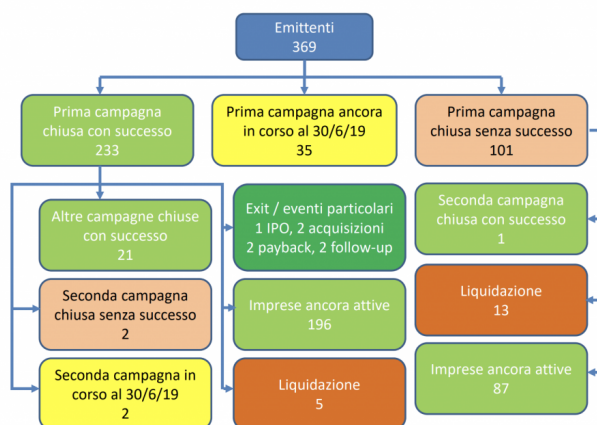 Emittenti
369
Prima campagna
chiusa con successo
233
Prima campagna ancora
in corso al 30/6/19
35
Prima campagna
chiusa senza successo
101
Altre campagne chiuse
con successo
21
Exit / eventi particolari
1 IPO, 2 acquisizioni
2 payback, 2 follow-up
Seconda campagna
chiusa con successo
1
Seconda campagna
chiusa senza successo
2
Imprese ancora attive
196
Liquidazione
13
Seconda campagna in
corso al 30/6/19
2
Liquidazione
5
Imprese ancora attive
87